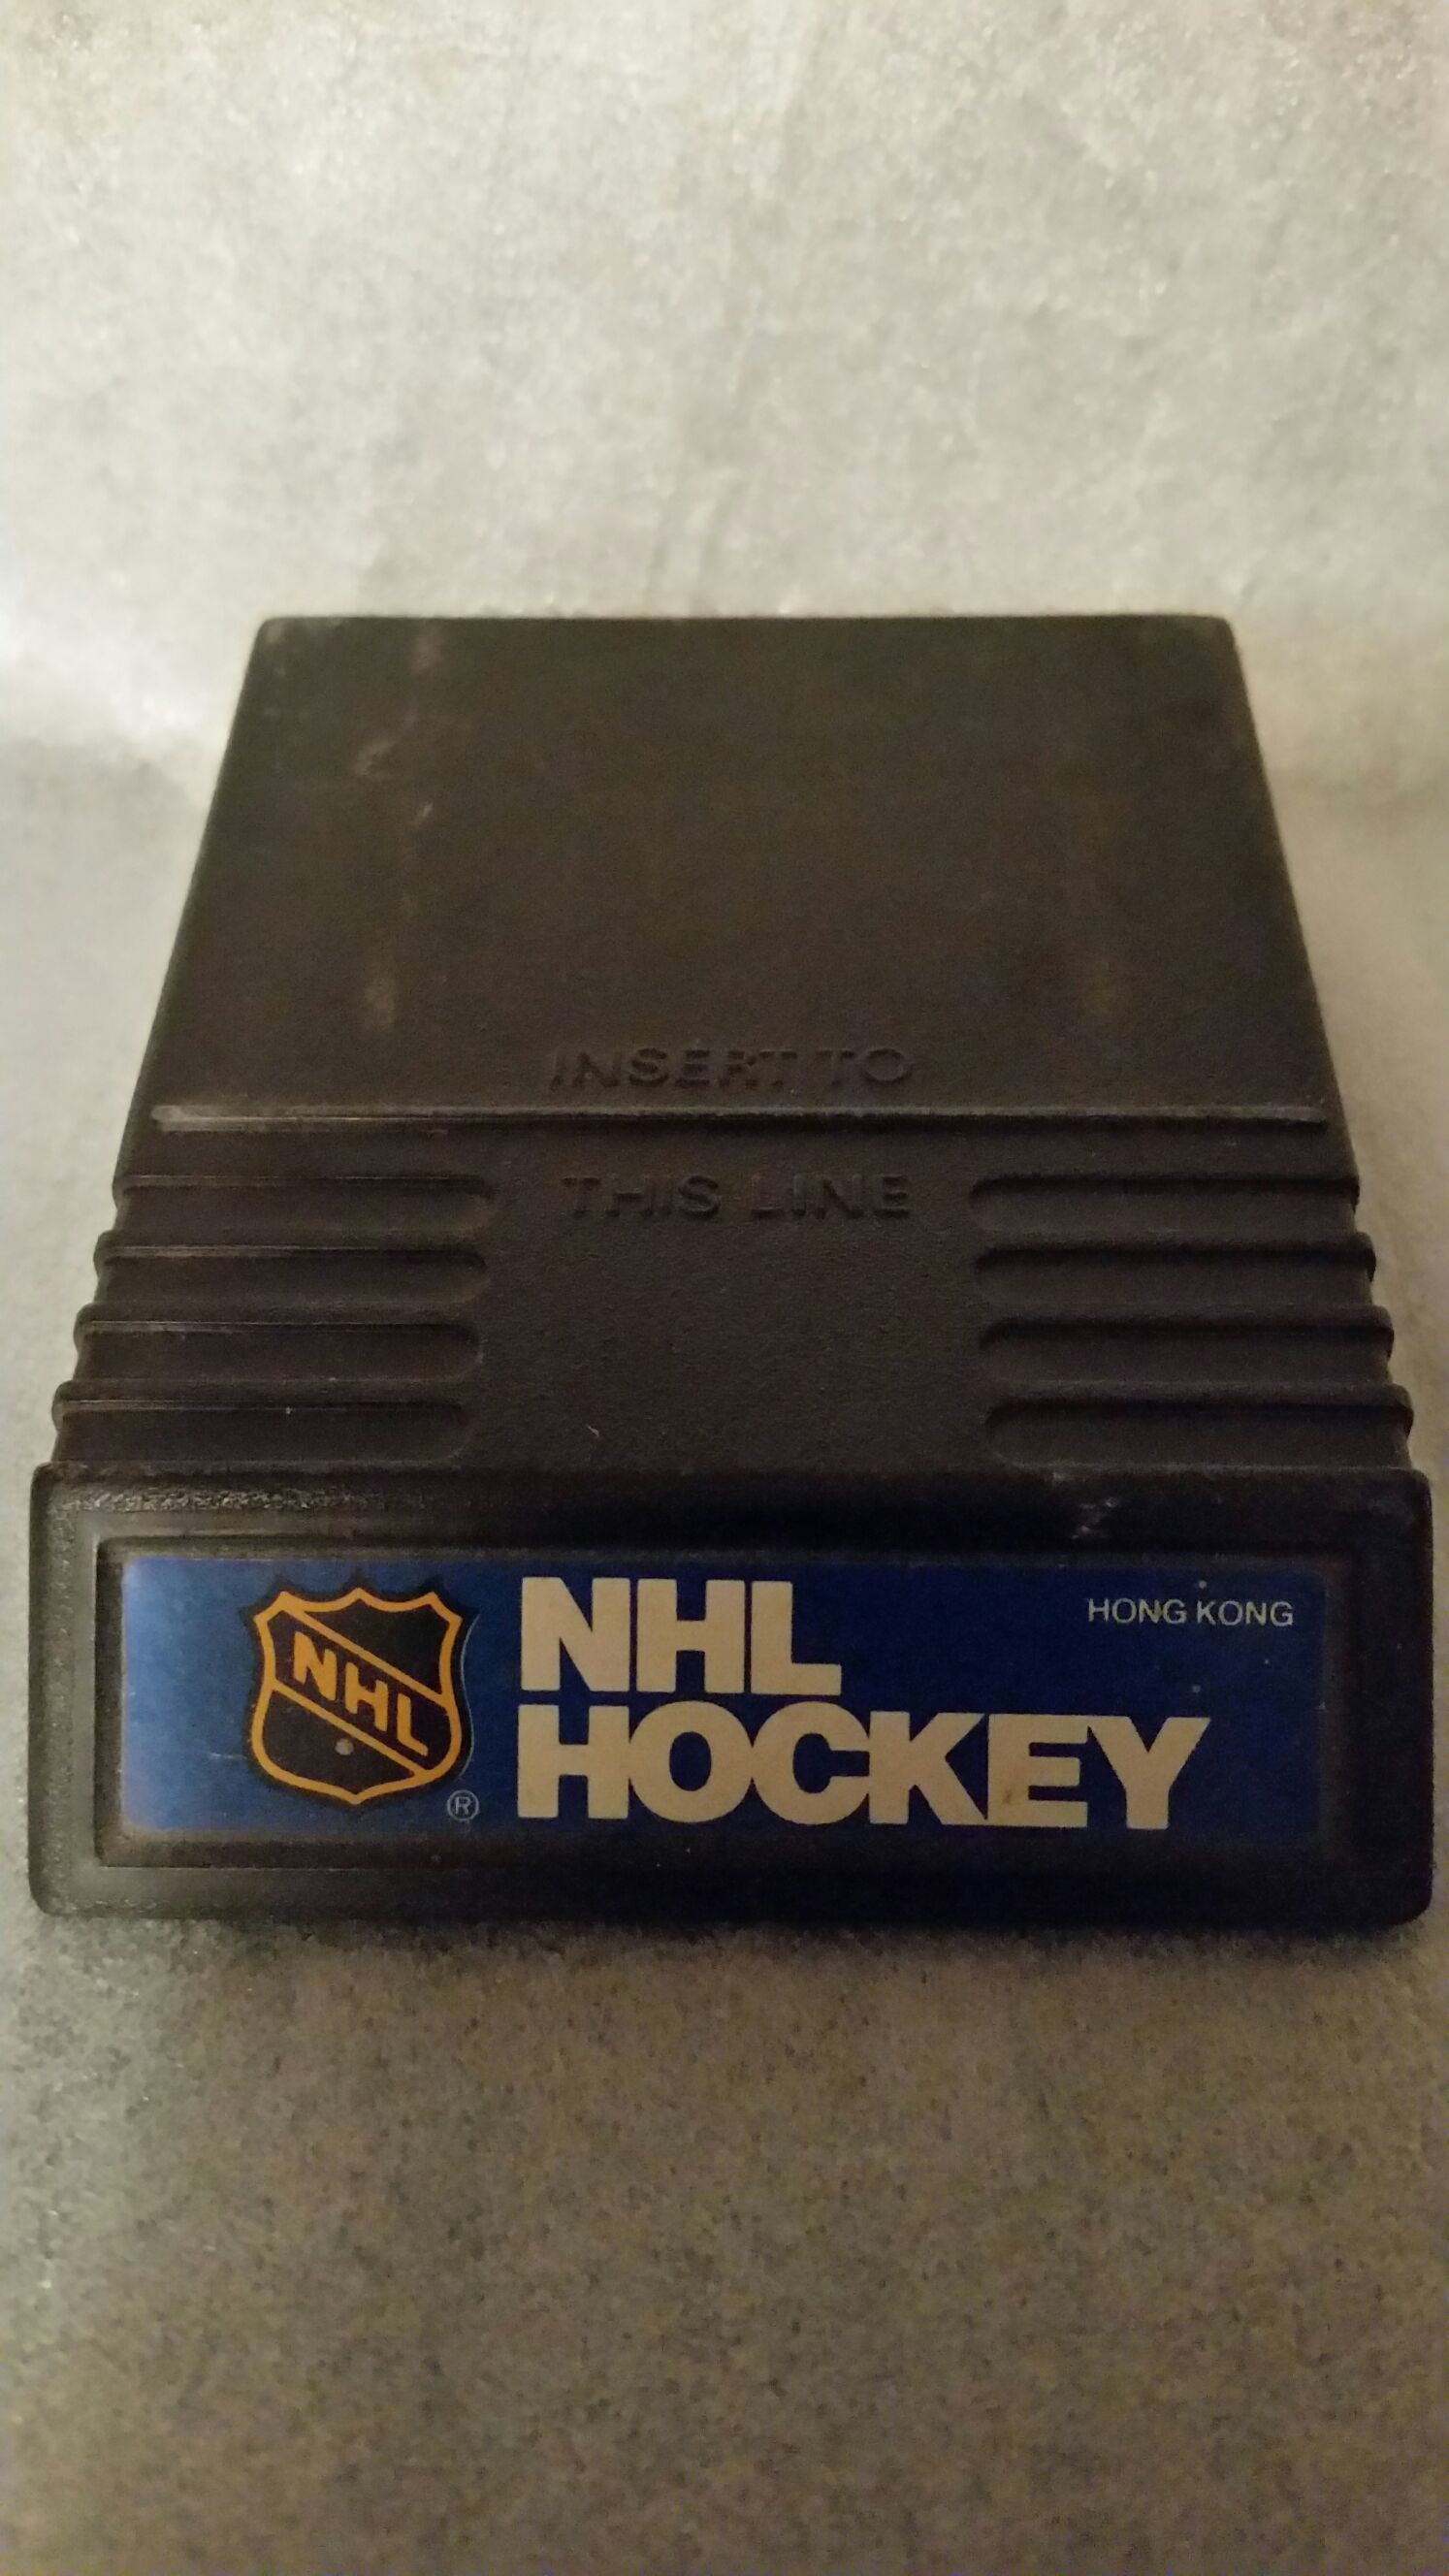 INSERT TO
THIS LINE
NHL
®
NHL
HOCKEY
HONG KONG